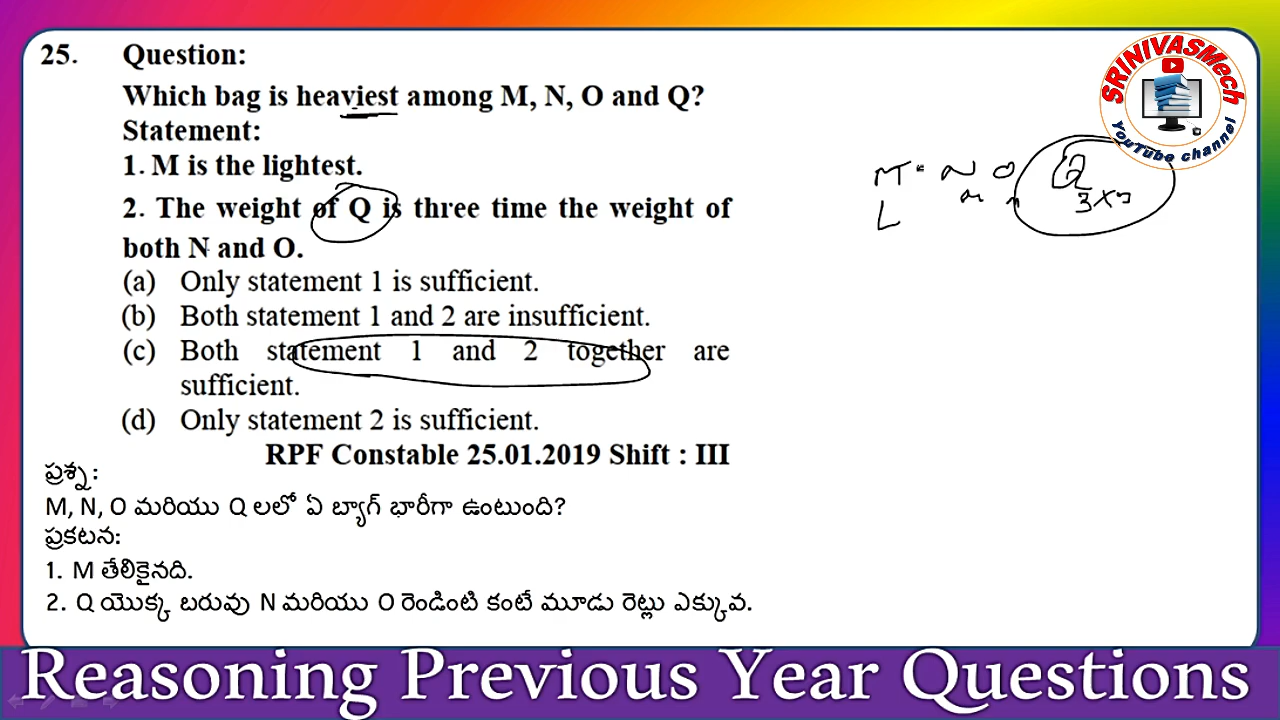 25. Question:
Which bag is heaviest among M, N, O and Q?
Statement:
1. M is the lightest.
2. The weight of Q is three time the weight of
both N and O.
(a) Only statement 1 is sufficient.
(b) Both statement 1 and 2 are insufficient.
(c) Both statement 1 and 2 together are
sufficient.
(d) Only statement 2 is sufficient.
RPF Constable 25.01.2019 Shift : III
ప్రశ్న:
M, N, O మరియు Q లలో ఏ బ్యాగ్ భారీగా ఉంటుంది?
ప్రకటన:
1. M తేలికైనది.
2. Q యొక్క బరువు N మరియు O రెండింటి కంటే మూడు రెట్లు ఎక్కువ.
SRINIVASMech
YouTube channel
M N O Q
L
Reasoning Previous Year Questions